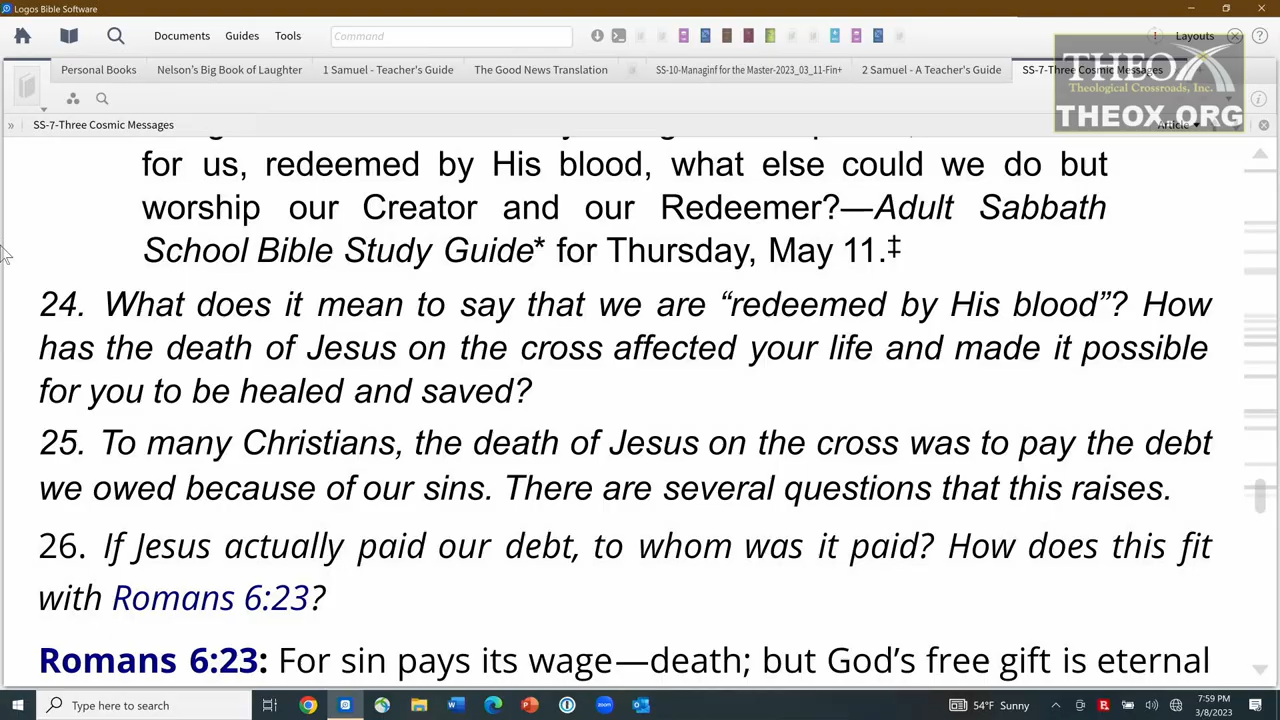 Logos Bible Software
Documents Guides Tools Command Layouts
Personal Books Nelson's Big Book of Laughter 1 Samuel The Good News Translation SS-10-Managinf for the Master-2023_03_11-Fin+ 2 Samuel - A Teacher's Guide SS-7-Three Cosmic Messages
THEOX
Theological Crossroads, Inc.
THEOX.ORG
SS-7-Three Cosmic Messages Article
for us, redeemed by His blood, what else could we do but
worship our Creator and our Redeemer?—Adult Sabbath
School Bible Study Guide* for Thursday, May 11.‡
24. What does it mean to say that we are “redeemed by His blood”? How
has the death of Jesus on the cross affected your life and made it possible
for you to be healed and saved?
25. To many Christians, the death of Jesus on the cross was to pay the debt
we owed because of our sins. There are several questions that this raises.
26. If Jesus actually paid our debt, to whom was it paid? How does this fit
with Romans 6:23?
Romans 6:23: For sin pays its wage—death; but God’s free gift is eternal
Type here to search
54°F Sunny
7:59 PM
3/8/2023